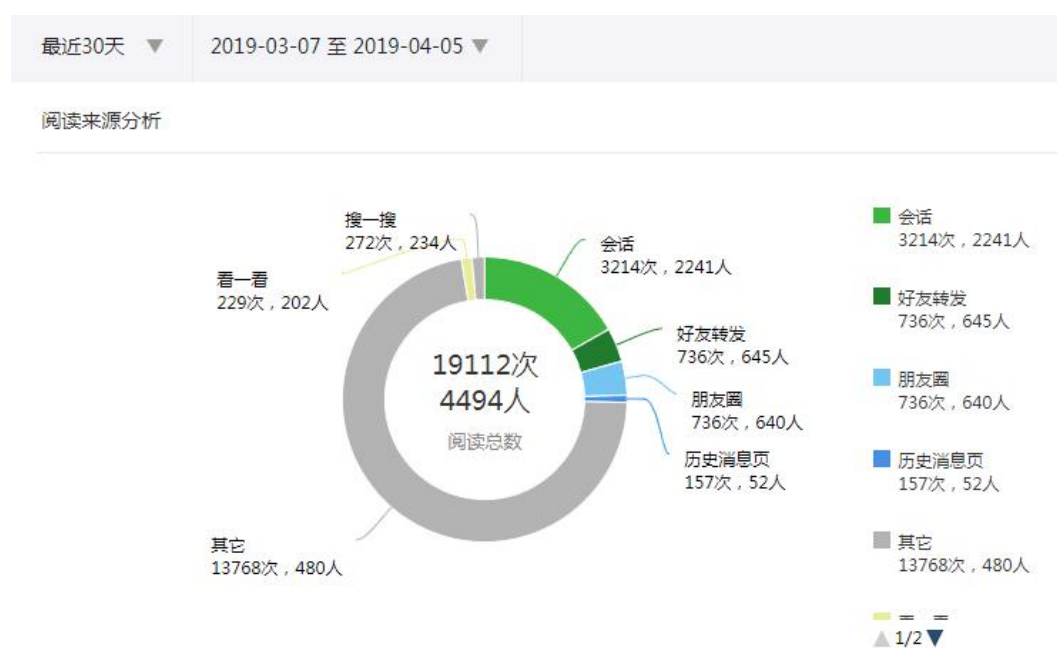 最近30天
2019-03-07 至 2019-04-05
阅读来源分析
搜一搜
272次，234人
看一看
229次，202人
会话
3214次，2241人
好友转发
736次，645人
朋友圈
736次，640人
历史消息页
157次，52人
其它
13768次，480人
19112次
4494人
阅读总数
会话
3214次，2241人
好友转发
736次，645人
朋友圈
736次，640人
历史消息页
157次，52人
其它
13768次，480人
1/2